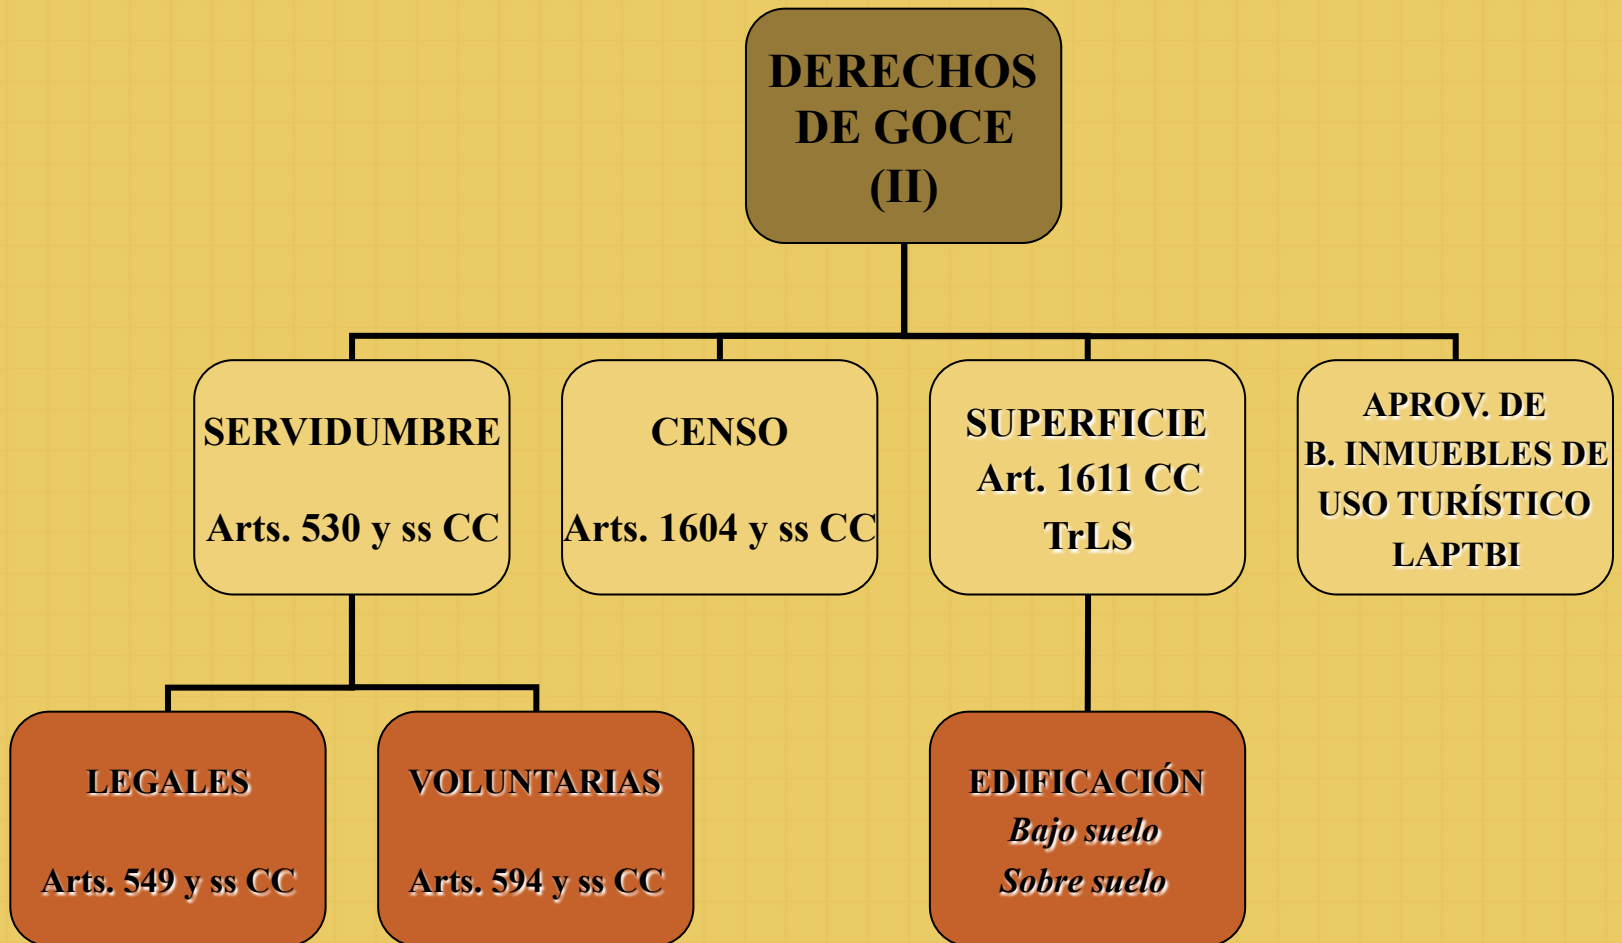 DERECHOS
DE GOCE
(II)
SERVIDUMBRE
Arts. 530 y ss CC
CENSO
Arts. 1604 y ss CC
SUPERFICIE
Art. 1611 CC
TrLS
APROV. DE
B. INMUEBLES DE
USO TURÍSTICO
LAPTBI
LEGALES
Arts. 549 y ss CC
VOLUNTARIAS
Arts. 594 y ss CC
EDIFICACIÓN
Bajo suelo
Sobre suelo